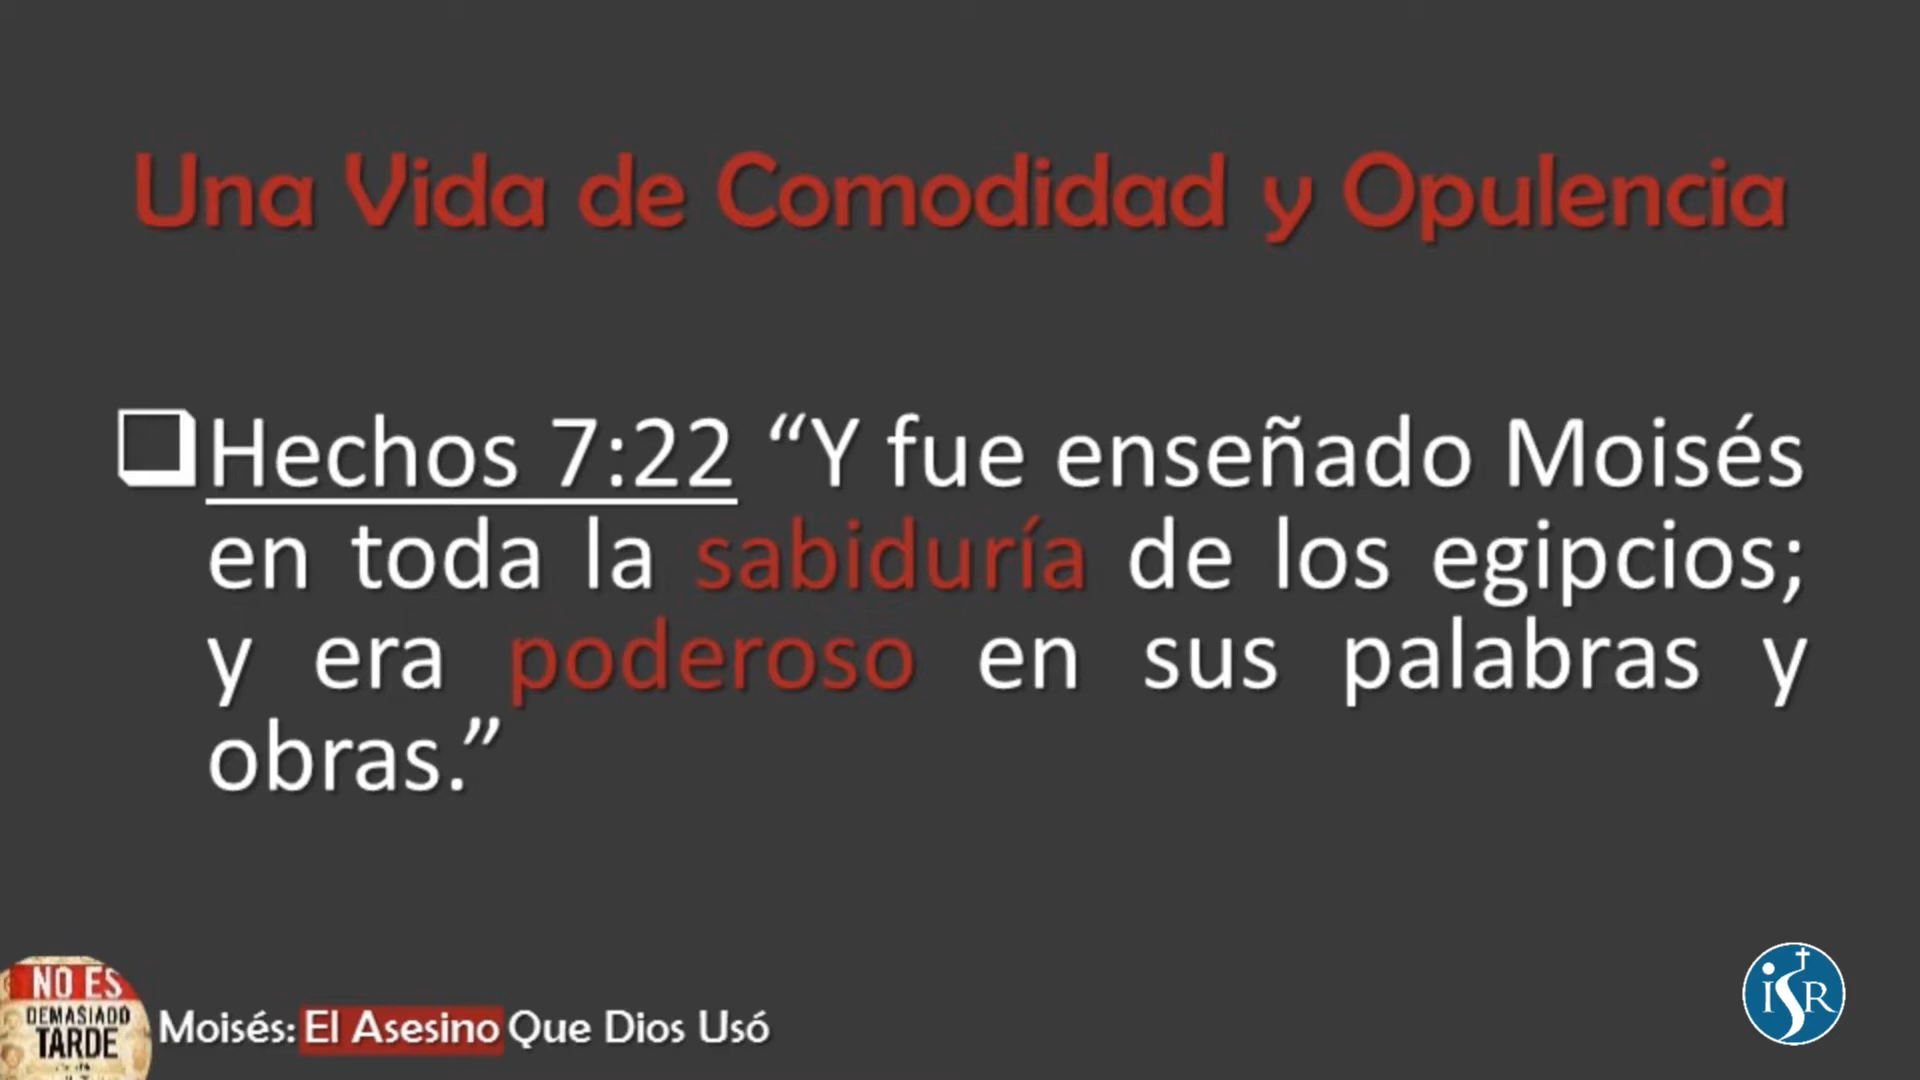 Una Vida de Comodidad y Opulencia
Hechos 7:22 “Y fue enseñado Moisés
en toda la sabiduría de los egipcios;
y era poderoso en sus palabras y
obras.”
NO ES
DEMASIADO
TARDE
Moisés: El Asesino Que Dios Usó
iSR